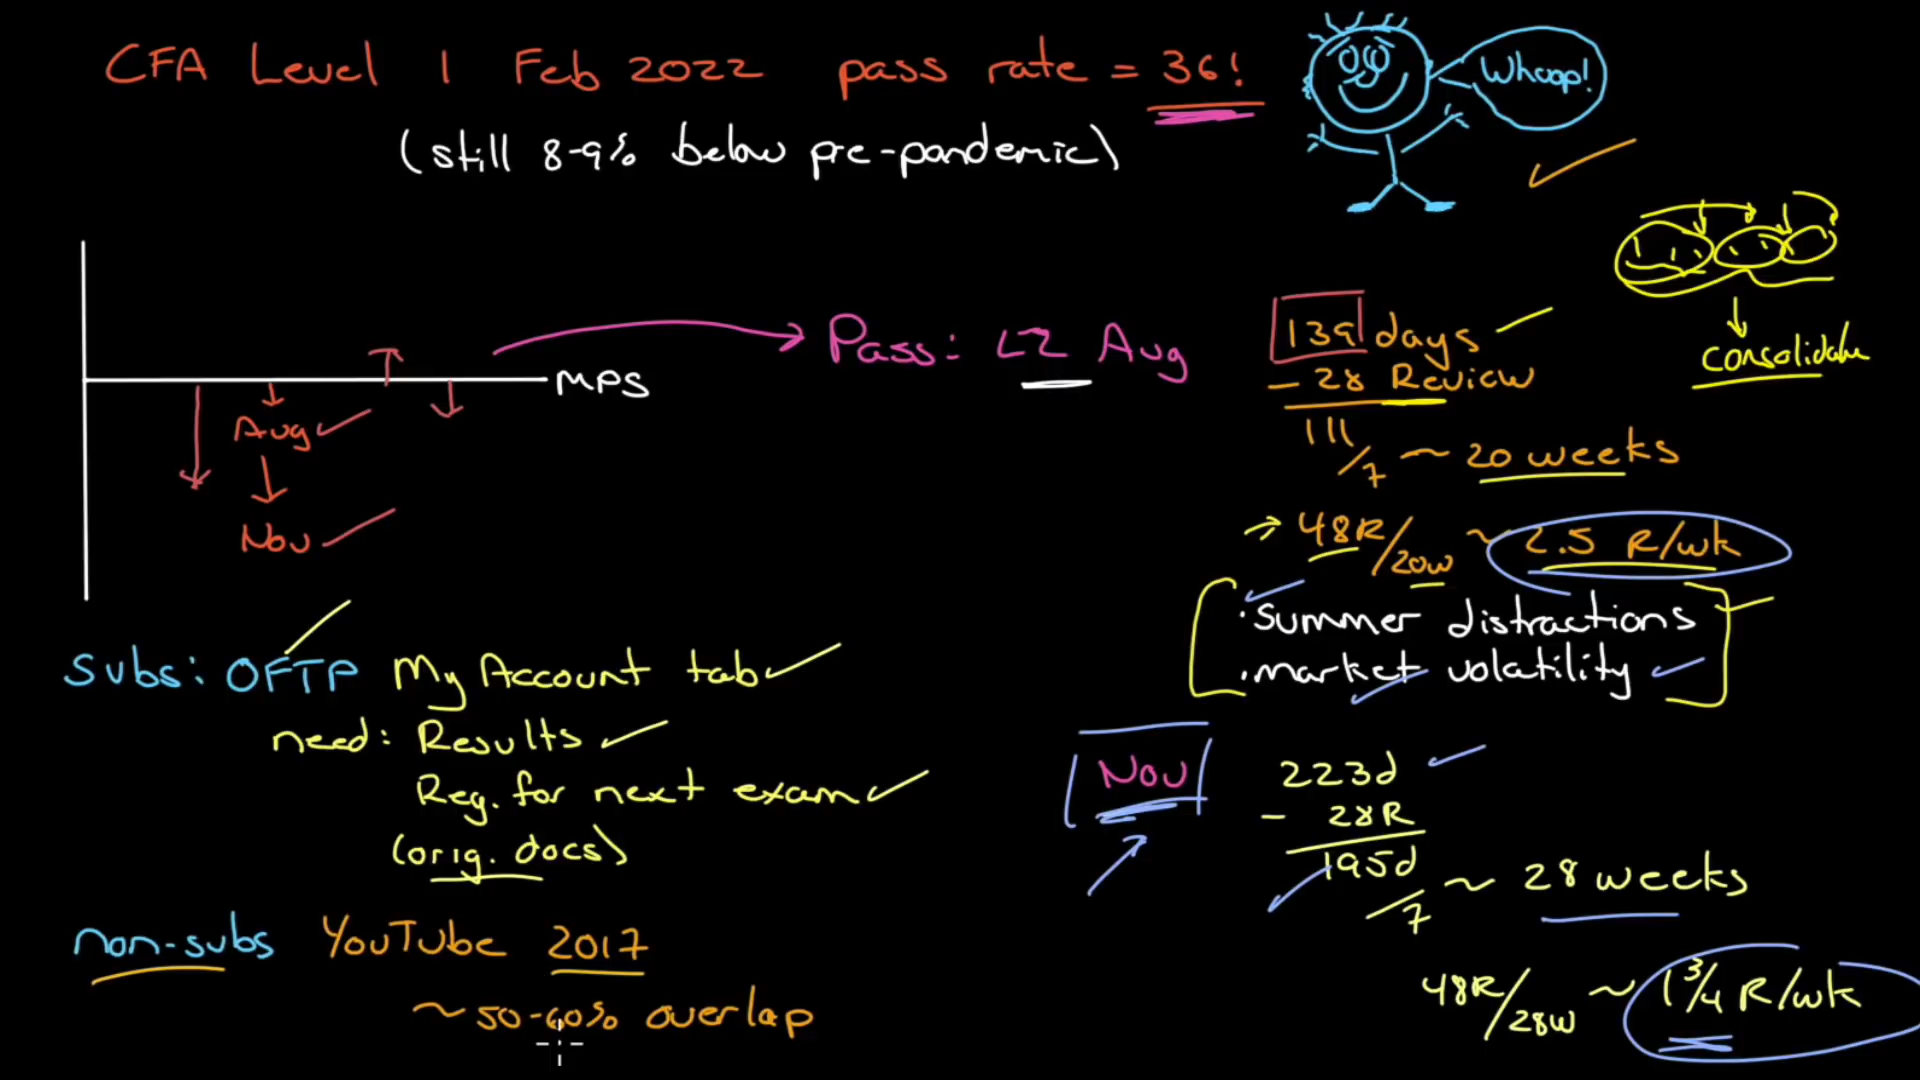 CFA Level 1 Feb 2022 pass rate = 36!
Whoop!
(still 8-9% below pre-pandemic)
MPS
Aug
Nov
Pass: L2 Aug
139 days
- 28 Review
111/7 ~ 20 weeks
consolidate
48R/20w ~ 2.5 R/wk
· Summer distractions
· market volatility
Subs: OFTP My Account tab
need: Results
Reg. for next exam
(orig. docs)
non-subs YouTube 2017
~ 50-60% overlap
Nov
223d
- 28R
195d/7 ~ 28 weeks
48R/28w ~ 1 3/4 R/wk